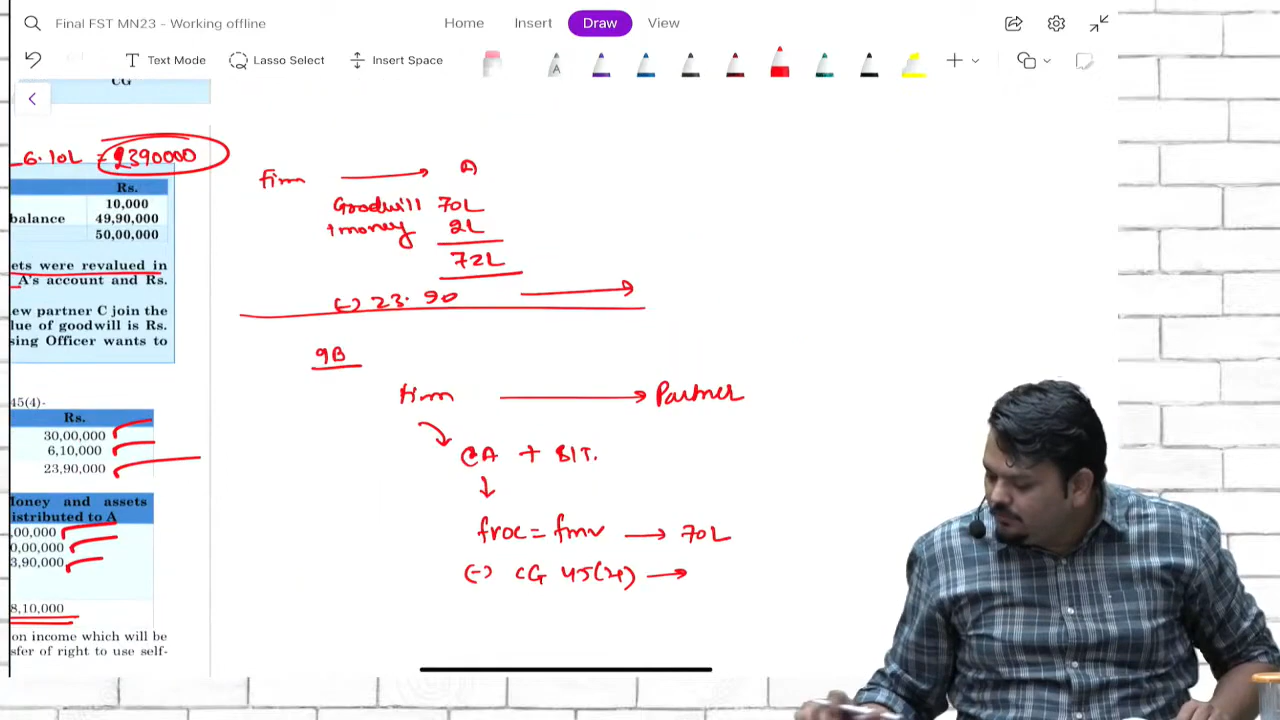 Final FST MN23 - Working offline
Home Insert Draw View
Text Mode Lasso Select Insert Space
CG
6.10L = 2390000
Rs.
10,000
balance 49,90,000
50,00,000
ets were revalued in
A's account and Rs.
ew partner C join the
lue of goodwill is Rs.
sing Officer wants to
45(4)-
Rs.
30,00,000
6,10,000
23,90,000
Money and assets
istributed to A
,00,000
0,00,000
3,90,000
8,10,000
on income which will be
sfer of right to use self-
firm → A
Goodwill 70L
+ money 2L
72L
(-) 23.90 →
9B
firm → Partner
CA + SIT.
froc = fmv → 70L
(-) CG 45(4) →